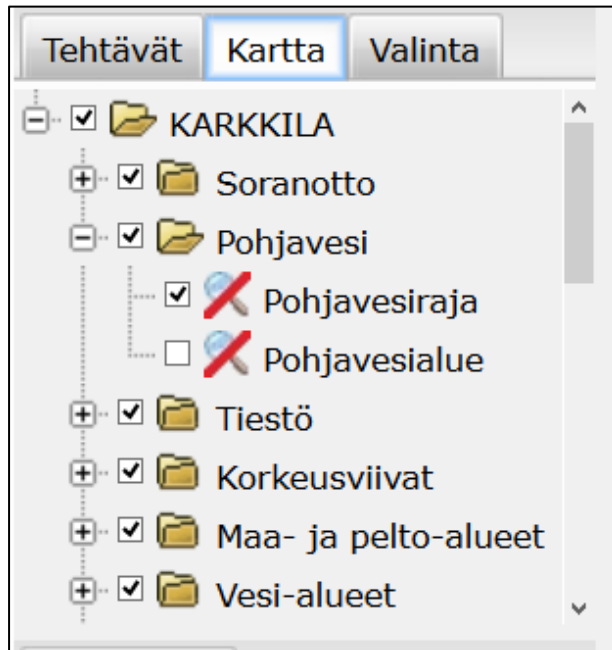 Tehtävät Kartta Valinta
KARKKILA
Soranotto
Pohjavesi
Pohjavesiraja
Pohjavesialue
Tiestö
Korkeusviivat
Maa- ja pelto-alueet
Vesi-alueet